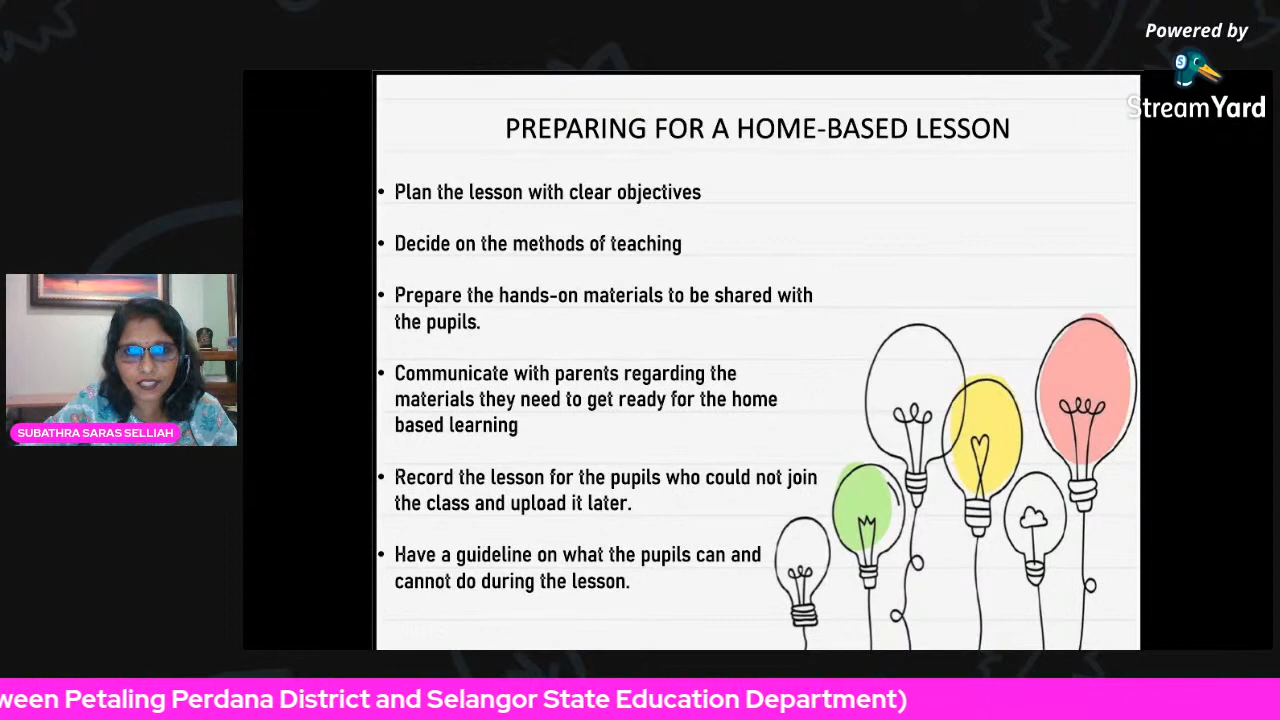 Powered by
StreamYard
PREPARING FOR A HOME-BASED LESSON
• Plan the lesson with clear objectives
• Decide on the methods of teaching
• Prepare the hands-on materials to be shared with
the pupils.
• Communicate with parents regarding the
materials they need to get ready for the home
based learning
• Record the lesson for the pupils who could not join
the class and upload it later.
• Have a guideline on what the pupils can and
cannot do during the lesson.
SUBATHRA SARAS SELLIAH
ween Petaling Perdana District and Selangor State Education Department)